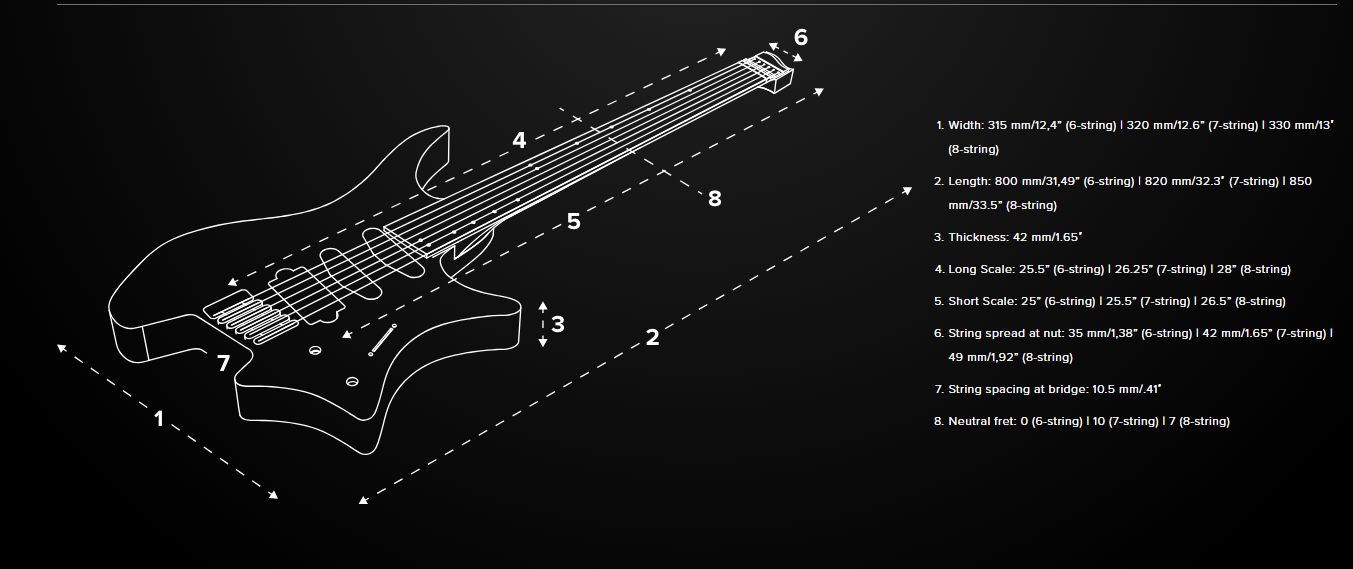 6
4
8
5
3
2
7
1
1. Width: 315 mm/12,4” (6-string) | 320 mm/12.6” (7-string) | 330 mm/13″
(8-string)
2. Length: 800 mm/31,49” (6-string) | 820 mm/32.3″ (7-string) | 850
mm/33.5” (8-string)
3. Thickness: 42 mm/1.65″
4. Long Scale: 25.5” (6-string) | 26.25” (7-string) | 28” (8-string)
5. Short Scale: 25” (6-string) | 25.5” (7-string) | 26.5” (8-string)
6. String spread at nut: 35 mm/1,38” (6-string) | 42 mm/1.65” (7-string) |
49 mm/1,92” (8-string)
7. String spacing at bridge: 10.5 mm/.41″
8. Neutral fret: 0 (6-string) | 10 (7-string) | 7 (8-string)